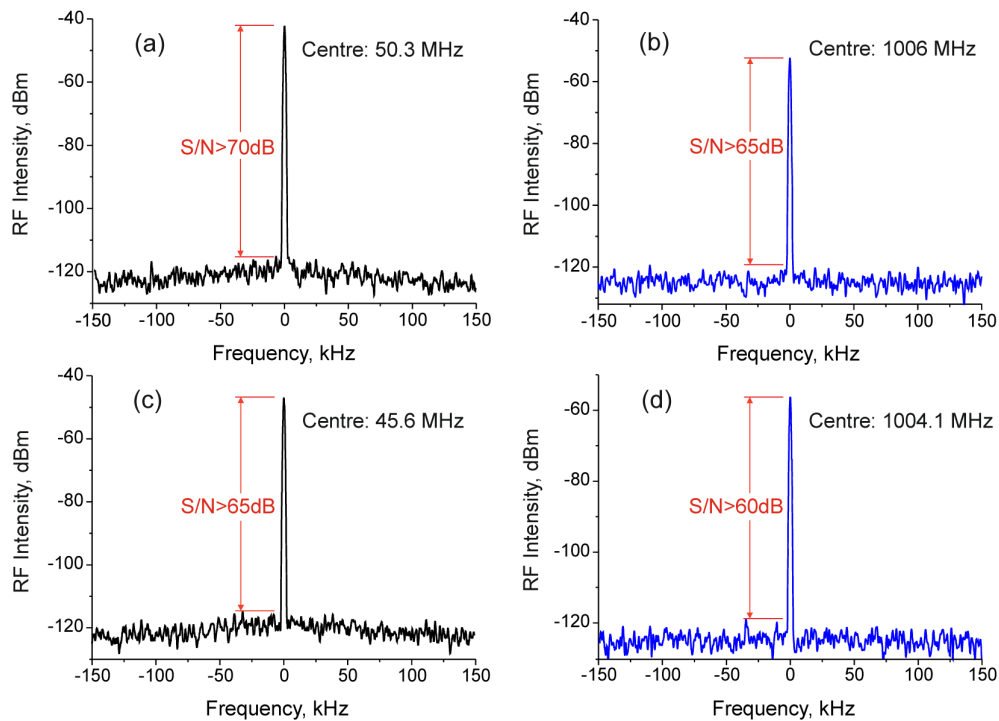 (a)
Centre: 50.3 MHz
S/N>70dB
RF Intensity, dBm
-40
-60
-80
-100
-120
-150
-100
-50
0
50
100
150
Frequency, kHz
(b)
Centre: 1006 MHz
S/N>65dB
RF Intensity, dBm
-40
-60
-80
-100
-120
-150
-100
-50
0
50
100
150
Frequency, kHz
(c)
Centre: 45.6 MHz
S/N>65dB
RF Intensity, dBm
-40
-60
-80
-100
-120
-150
-100
-50
0
50
100
150
Frequency, kHz
(d)
Centre: 1004.1 MHz
S/N>60dB
RF Intensity, dBm
-60
-80
-100
-120
-150
-100
-50
0
50
100
150
Frequency, kHz